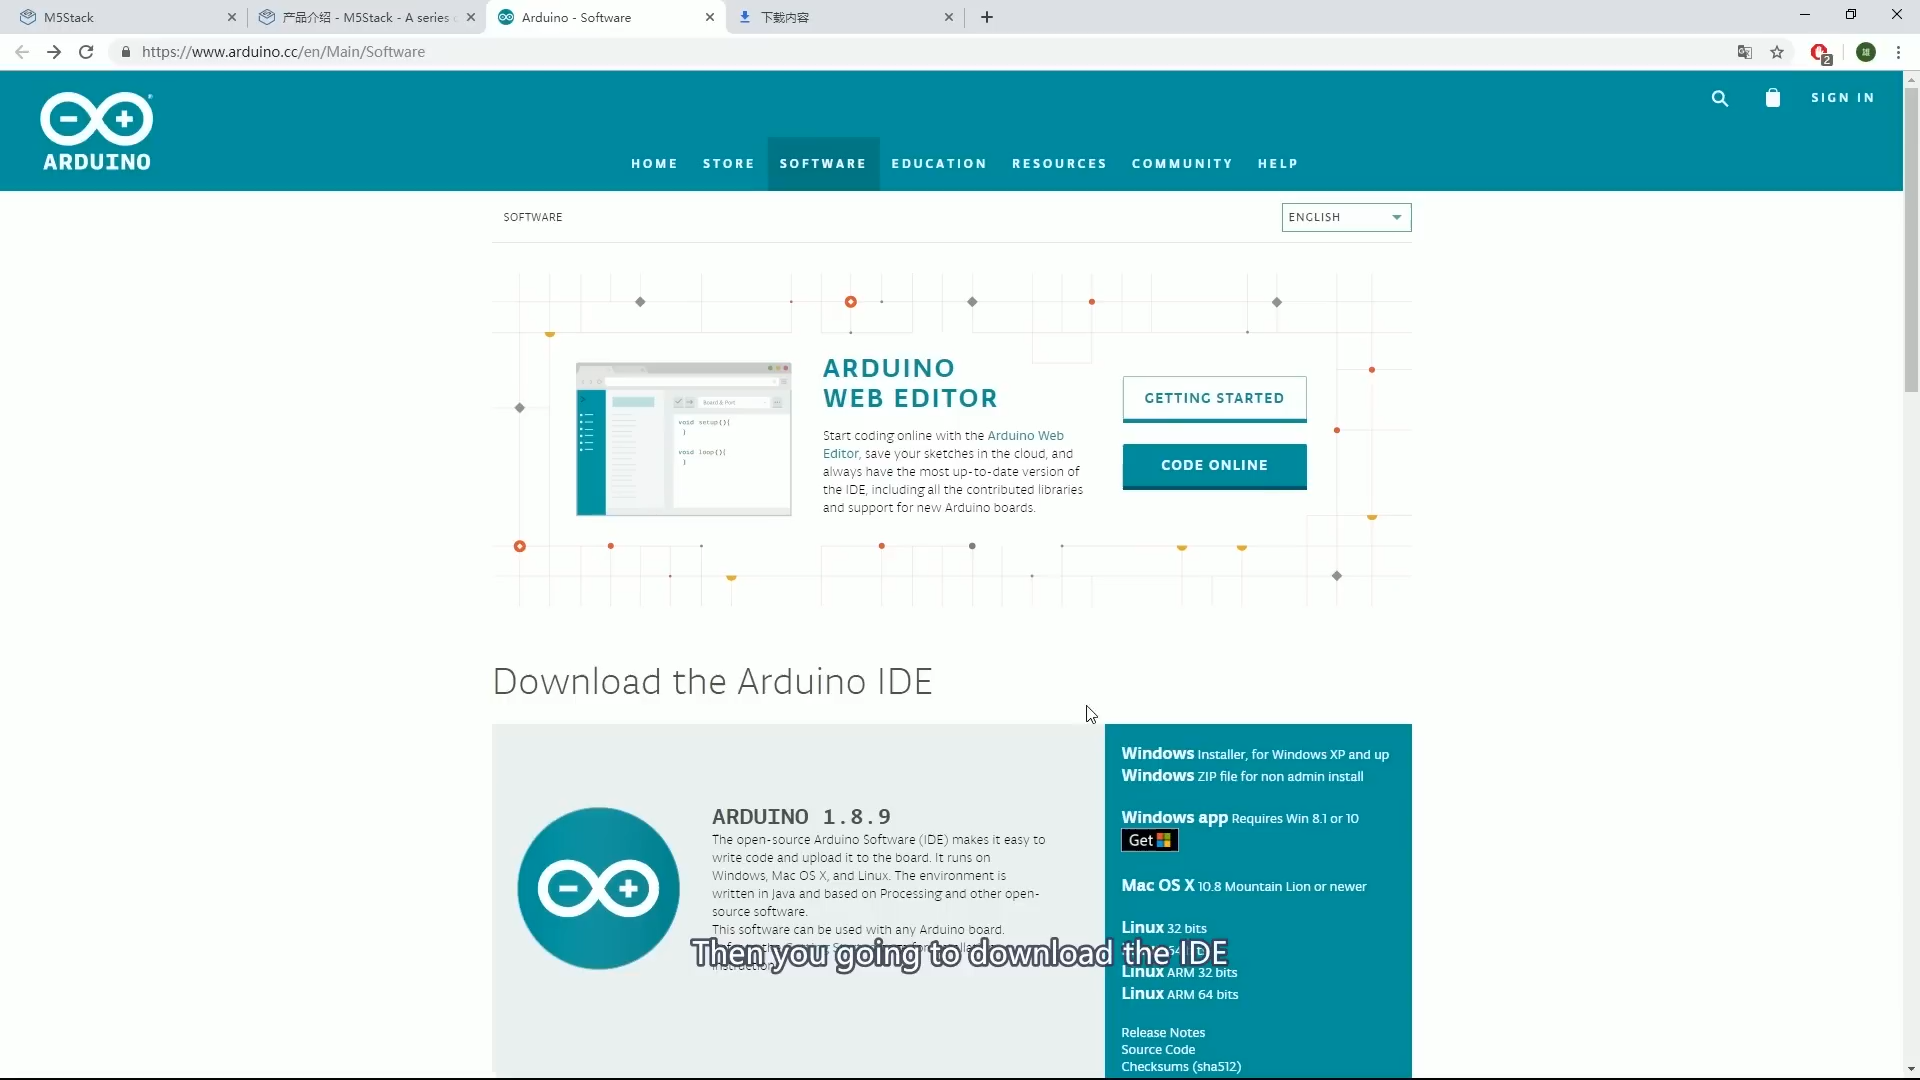 M5Stack
产品介绍 - M5Stack - A series
Arduino - Software
下载内容
https://www.arduino.cc/en/Main/Software
2
ARDUINO
SIGN IN
HOME
STORE
SOFTWARE
EDUCATION
RESOURCES
COMMUNITY
HELP
SOFTWARE
ENGLISH
Board & Port
void setup(){
}
void loop(){
}
ARDUINO
WEB EDITOR
Start coding online with the Arduino Web
Editor, save your sketches in the cloud, and
always have the most up-to-date version of
the IDE, including all the contributed libraries
and support for new Arduino boards.
GETTING STARTED
CODE ONLINE
Download the Arduino IDE
ARDUINO 1.8.9
The open-source Arduino Software (IDE) makes it easy to
write code and upload it to the board. It runs on
Windows, Mac OS X, and Linux. The environment is
written in Java and based on Processing and other open-
source software.
This software can be used with any Arduino board.
Then you going to download the IDE
Windows Installer, for Windows XP and up
Windows ZIP file for non admin install
Windows app Requires Win 8.1 or 10
Get
Mac OS X 10.8 Mountain Lion or newer
Linux 32 bits
Linux ARM 32 bits
Linux ARM 64 bits
Release Notes
Source Code
Checksums (sha512)